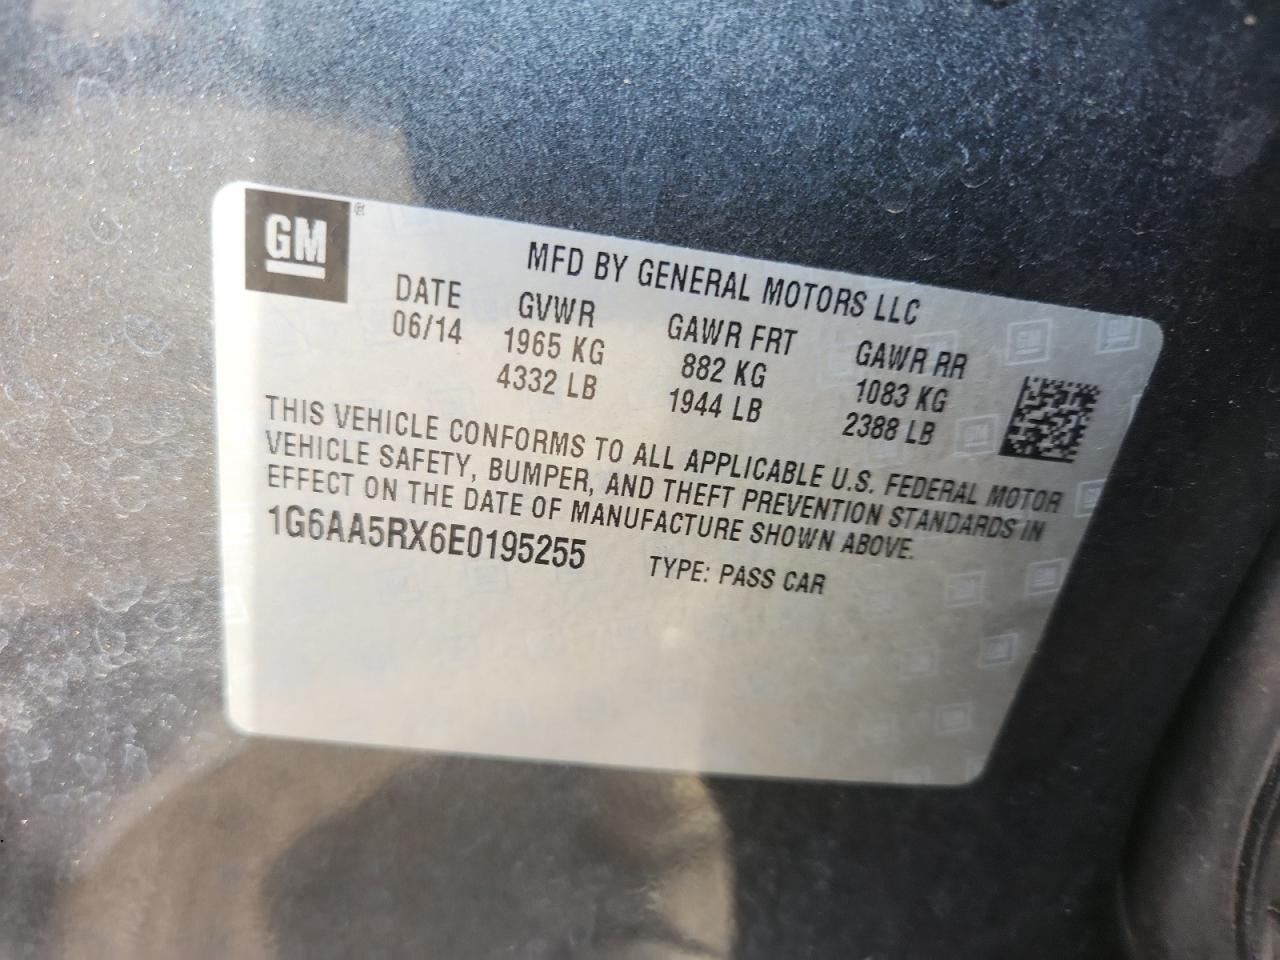 GM
MFD BY GENERAL MOTORS LLC
DATE GVWR GAWR FRT GAWR RR
06/14 1965 KG 882 KG 1083 KG
4332 LB 1944 LB 2388 LB
THIS VEHICLE CONFORMS TO ALL APPLICABLE U.S. FEDERAL MOTOR
VEHICLE SAFETY, BUMPER, AND THEFT PREVENTION STANDARDS IN
EFFECT ON THE DATE OF MANUFACTURE SHOWN ABOVE.
1G6AA5RX6E0195255 TYPE: PASS CAR